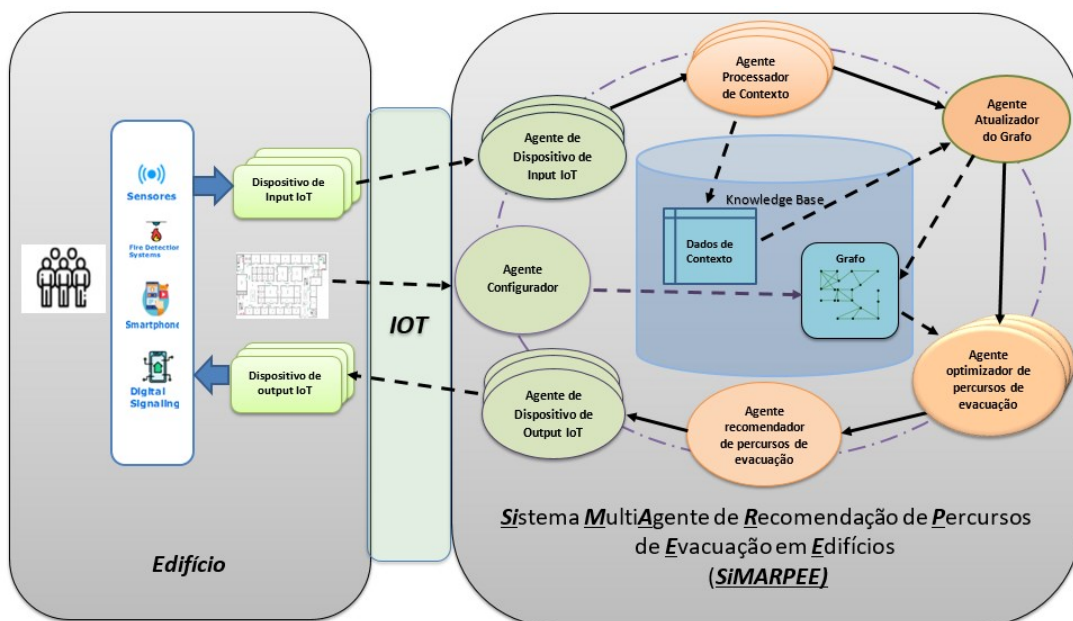 Sensores
Fire Detection
Systems
Smartphone
Digital
Signaling
Dispositivo de
Input IoT
Dispositivo de
output IoT
Edifício
IOT
Agente de
Dispositivo de
Input IoT
Agente
Processador
de Contexto
Agente
Atualizador
do Grafo
Knowledge Base
Dados de
Contexto
Grafo
Agente
Configurador
Agente de
Dispositivo de
Output IoT
Agente
recomendador
de percursos de
evacuação
Agente
optimizador de
percursos de
evacuação
Sistema MultiAgente de Recomendação de Percursos
de Evacuação em Edifícios
(SiMARPEE)